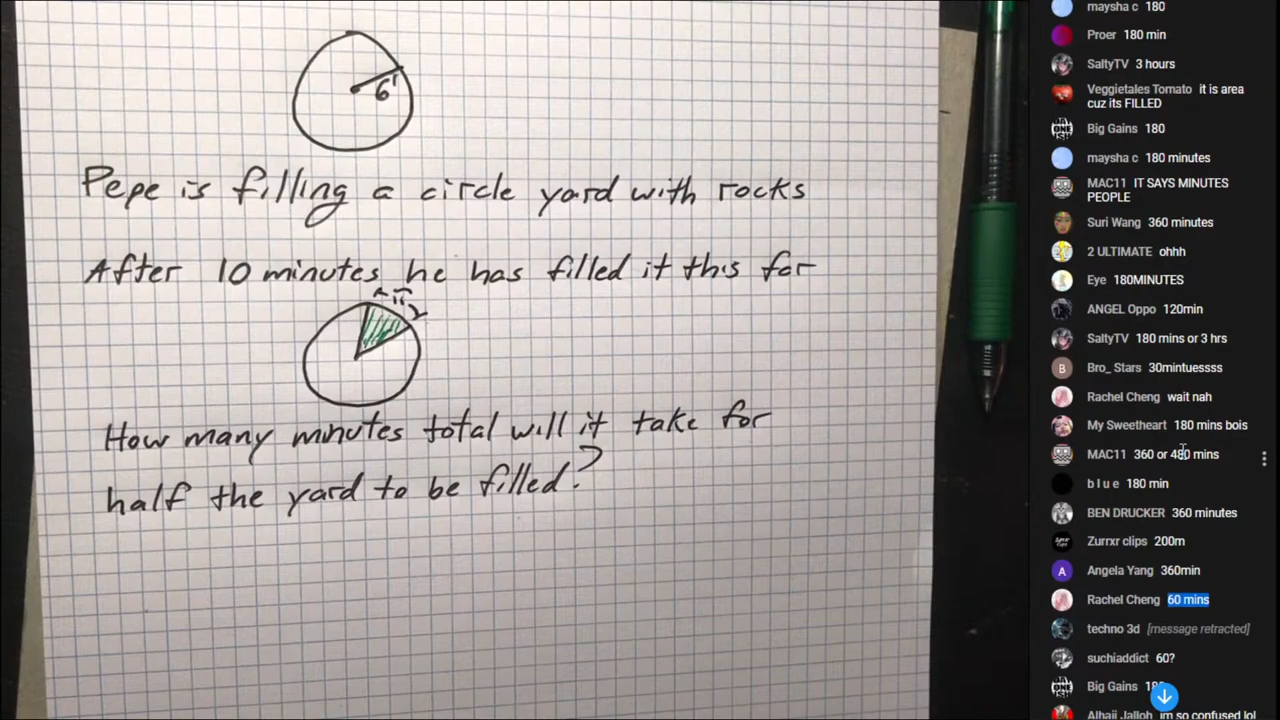 6'
Pepe is filling a circle yard with rocks
After 10 minutes he has filled it this for
π
How many minutes total will it take for
half the yard to be filled?
maysha c 180
Proer 180 min
SaltyTV 3 hours
Veggietales Tomato it is area
cuz its FILLED
Big Gains 180
maysha c 180 minutes
MAC11 IT SAYS MINUTES
PEOPLE
Suri Wang 360 minutes
2 ULTIMATE ohhh
Eye 180MINUTES
ANGEL Oppo 120min
SaltyTV 180 mins or 3 hrs
B Bro_ Stars 30mintuessss
Rachel Cheng wait nah
My Sweetheart 180 mins bois
MAC11 360 or 480 mins
b l u e 180 min
BEN DRUCKER 360 minutes
Zurrxr clips 200m
A Angela Yang 360min
Rachel Cheng 60 mins
techno 3d [message retracted]
suchiaddict 60?
Big Gains 180
Alhaji Jalloh im so confused lol